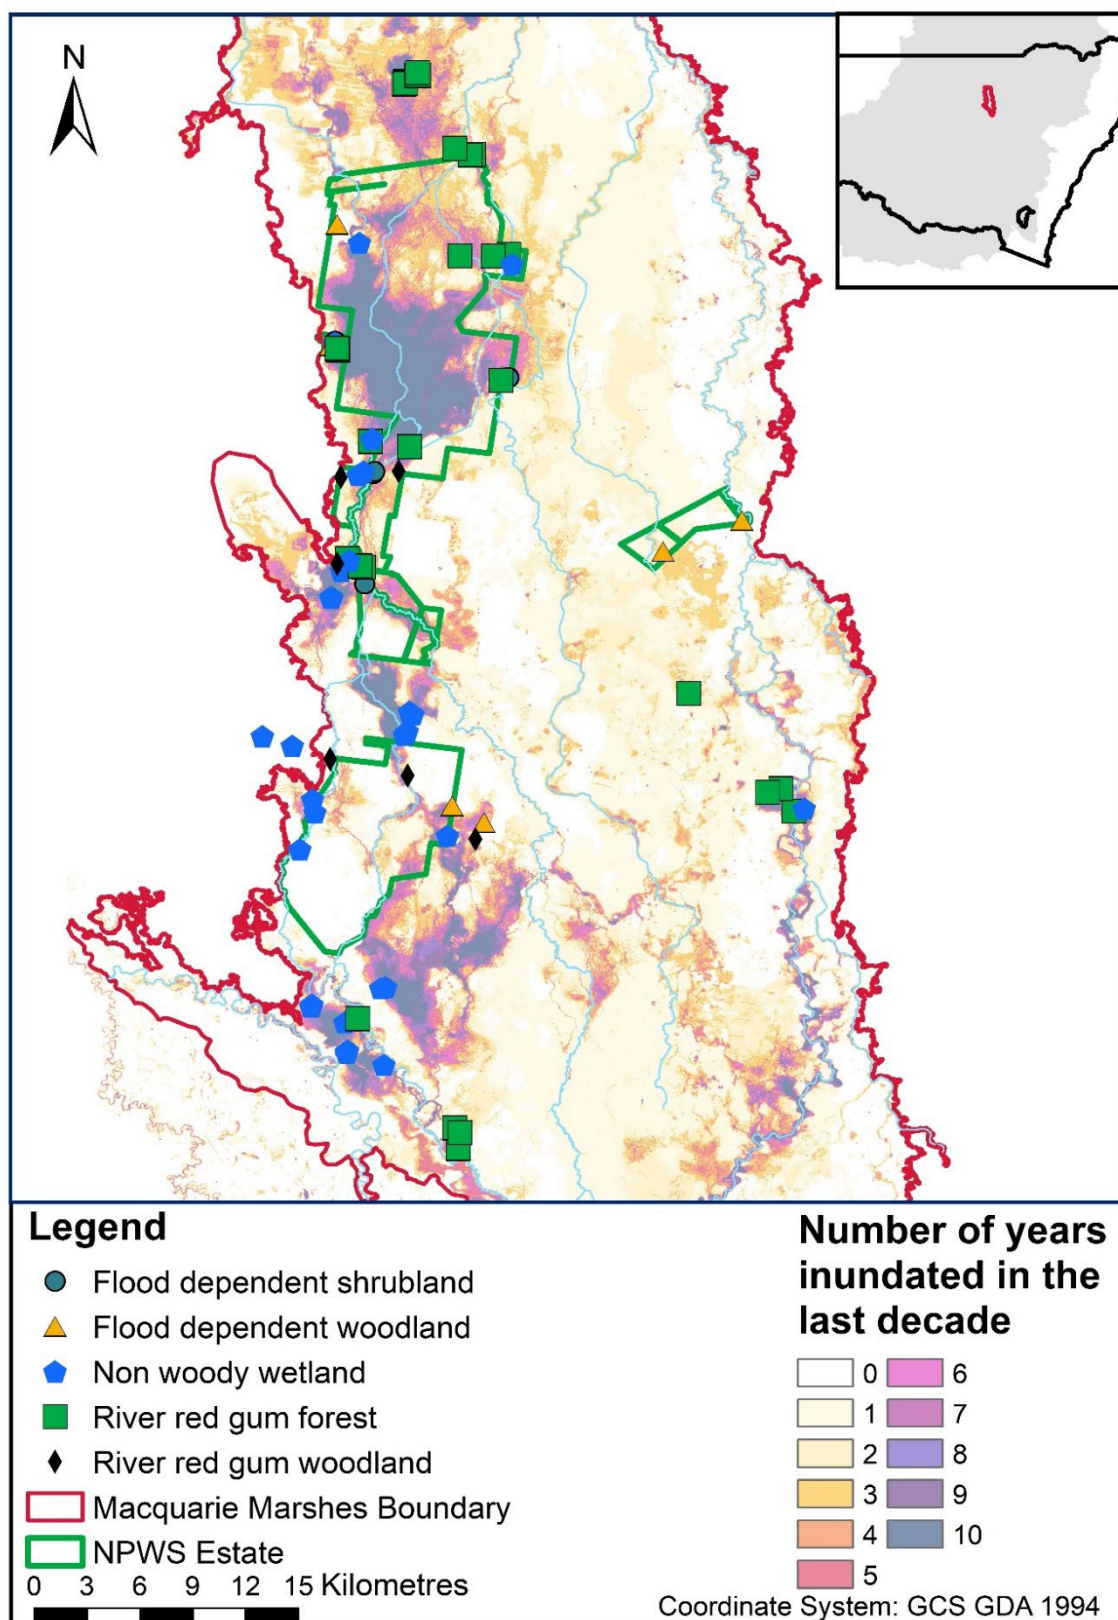 N
Legend
Flood dependent shrubland
Flood dependent woodland
Non woody wetland
River red gum forest
River red gum woodland
Macquarie Marshes Boundary
NPWS Estate
0 3 6 9 12 15 Kilometres
Number of years
inundated in the
last decade
0 6
1 7
2 8
3 9
4 10
5
Coordinate System: GCS GDA 1994